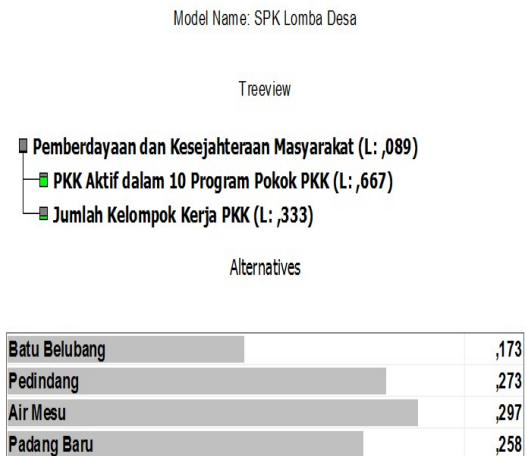 Model Name: SPK Lomba Desa
Treeview
Pemberdayaan dan Kesejahteraan Masyarakat (L: ,089)
PKK Aktif dalam 10 Program Pokok PKK (L: ,667)
Jumlah Kelompok Kerja PKK (L: ,333)
Alternatives
Batu Belubang ,173
Pedindang ,273
Air Mesu ,297
Padang Baru ,258